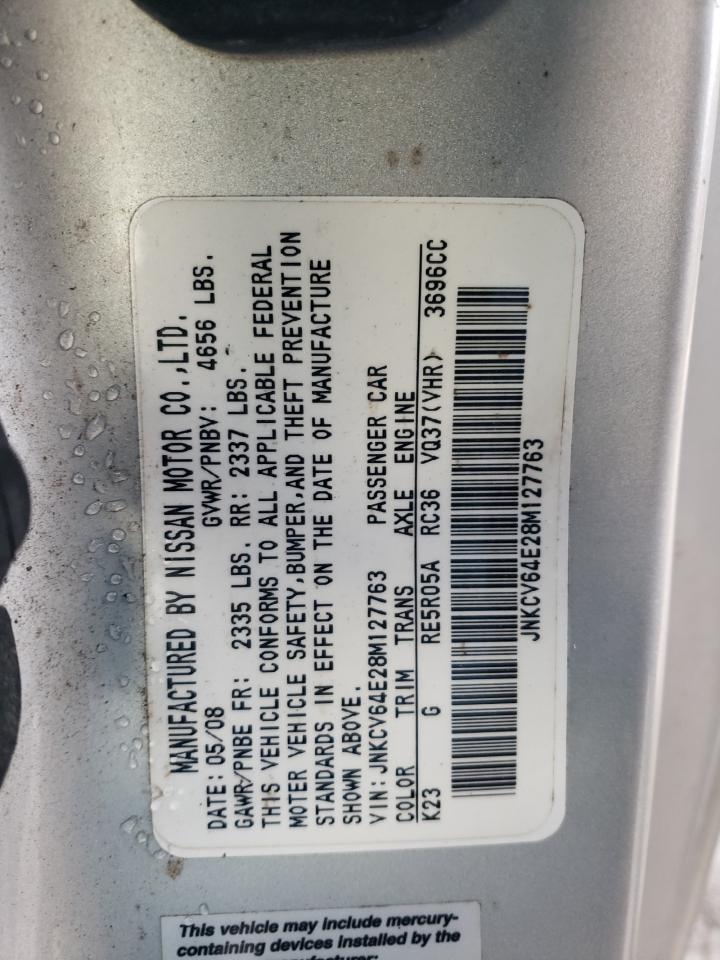 MANUFACTURED BY NISSAN MOTOR CO.,LTD.
DATE: 05/08 GVWR/PNBV: 4656 LBS.
GAWR/PNBE FR: 2335 LBS. RR: 2337 LBS.
THIS VEHICLE CONFORMS TO ALL APPLICABLE FEDERAL
MOTER VEHICLE SAFETY,BUMPER,AND THEFT PREVENTION
STANDARDS IN EFFECT ON THE DATE OF MANUFACTURE
SHOWN ABOVE.
VIN: JNKCV64E28M127763 PASSENGER CAR
COLOR TRIM TRANS AXLE ENGINE
K23 G RE5R05A RC36 VQ37(VHR) 3696CC
JNKCV64E28M127763
This vehicle may include mercury-
containing devices installed by the
manufacturer: